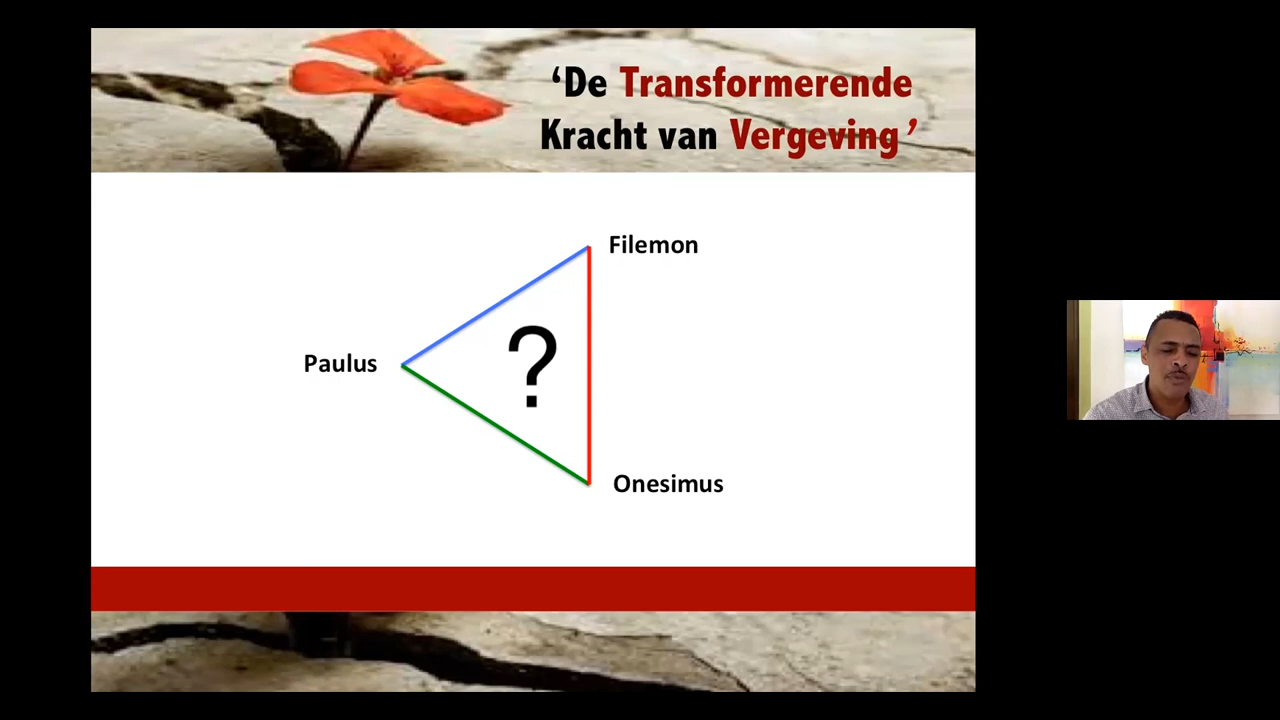 ‘De Transformerende
Kracht van Vergeving’
Filemon
?
Paulus
Onesimus